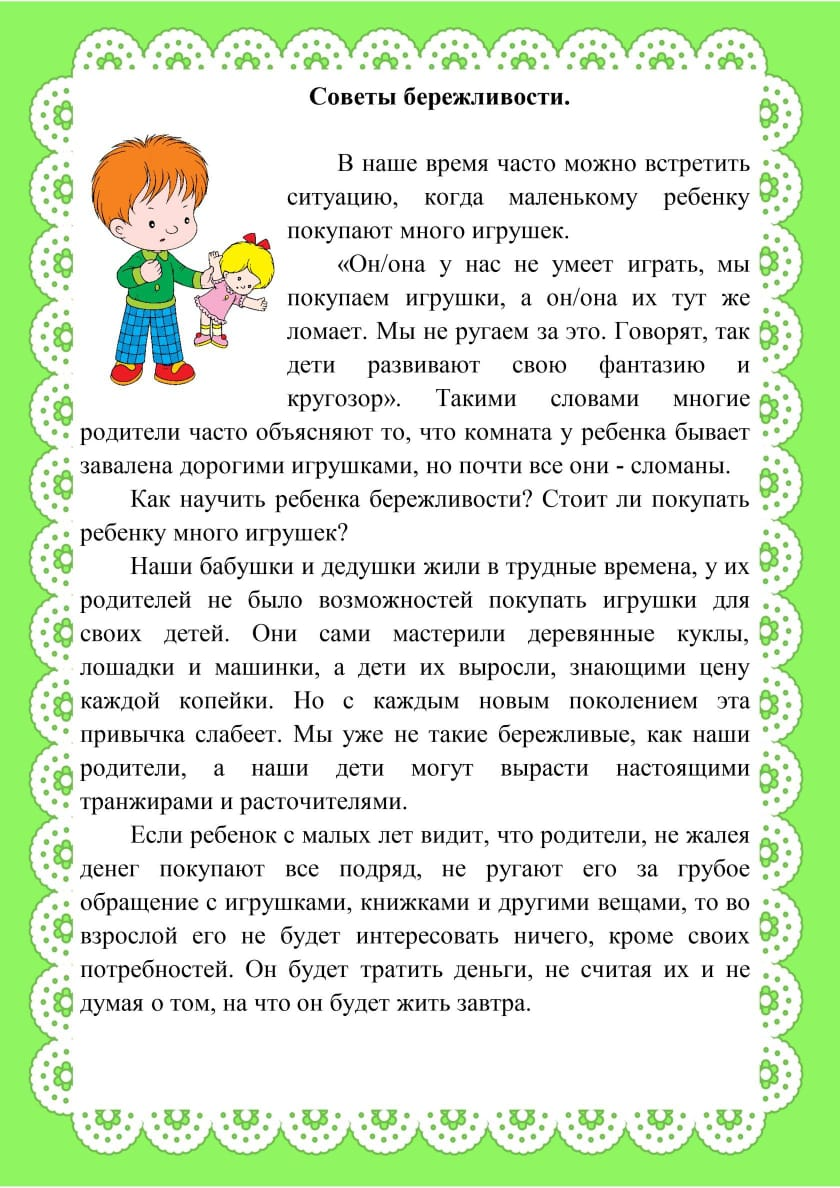 Советы бережливости.
В наше время часто можно встретить
ситуацию, когда маленькому ребенку
покупают много игрушек.
«Он/она у нас не умеет играть, мы
покупаем игрушки, а он/она их тут же
ломает. Мы не ругаем за это. Говорят, так
дети развивают свою фантазию и
кругозор». Такими словами многие
родители часто объясняют то, что комната у ребенка бывает
завалена дорогими игрушками, но почти все они - сломаны.
Как научить ребенка бережливости? Стоит ли покупать
ребенку много игрушек?
Наши бабушки и дедушки жили в трудные времена, у их
родителей не было возможностей покупать игрушки для
своих детей. Они сами мастерили деревянные куклы,
лошадки и машинки, а дети их выросли, знающими цену
каждой копейки. Но с каждым новым поколением эта
привычка слабеет. Мы уже не такие бережливые, как наши
родители, а наши дети могут вырасти настоящими
транжирами и расточителями.
Если ребенок с малых лет видит, что родители, не жалея
денег покупают все подряд, не ругают его за грубое
обращение с игрушками, книжками и другими вещами, то во
взрослой его не будет интересовать ничего, кроме своих
потребностей. Он будет тратить деньги, не считая их и не
думая о том, на что он будет жить завтра.